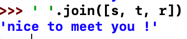 >>> ' '.join([s, t, r])
'nice to meet you !'